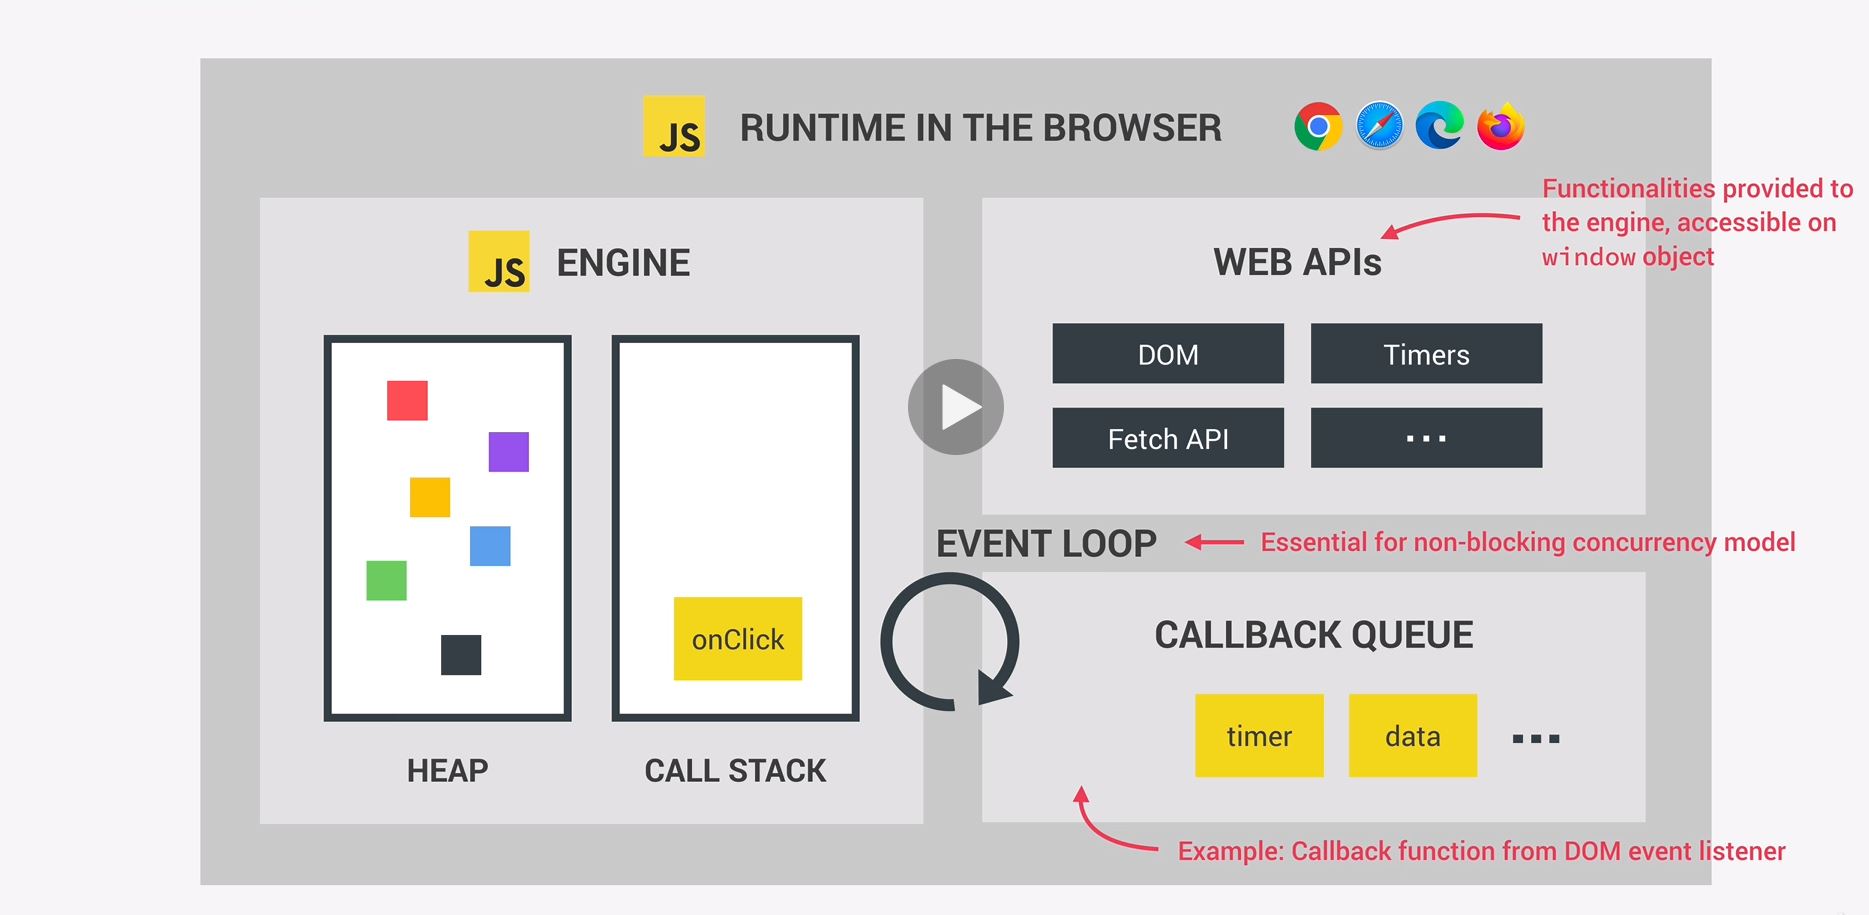 JS RUNTIME IN THE BROWSER
Functionalities provided to
the engine, accessible on
window object
JS ENGINE
WEB APIs
DOM
Timers
Fetch API
...
EVENT LOOP
Essential for non-blocking concurrency model
onClick
CALLBACK QUEUE
timer
data
...
HEAP
CALL STACK
Example: Callback function from DOM event listener